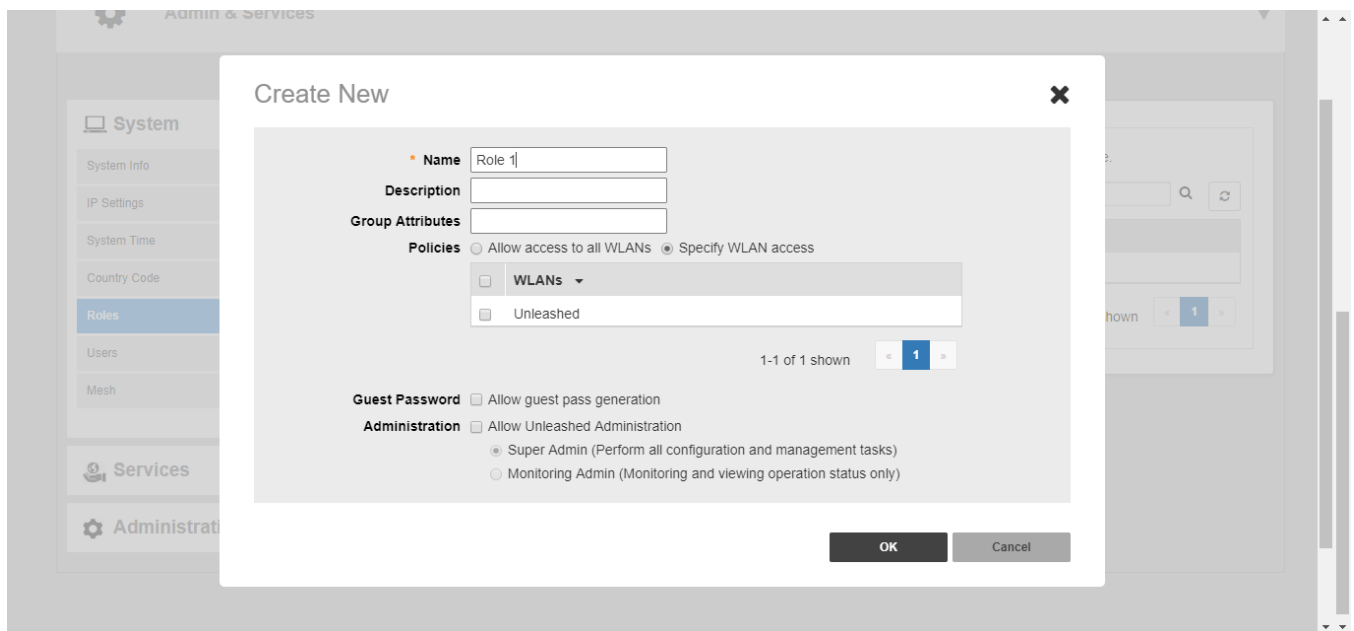 Admin & Services
Create New
System
* Name Role 1
System Info
e.
Description
IP Settings
Group Attributes
System Time
Policies Allow access to all WLANs Specify WLAN access
Country Code
WLANs
Roles
Unleashed
hown « 1 »
Users
1-1 of 1 shown « 1 »
Mesh
Guest Password Allow guest pass generation
Administration Allow Unleashed Administration
Super Admin (Perform all configuration and management tasks)
Services
Monitoring Admin (Monitoring and viewing operation status only)
Administrati
OK Cancel